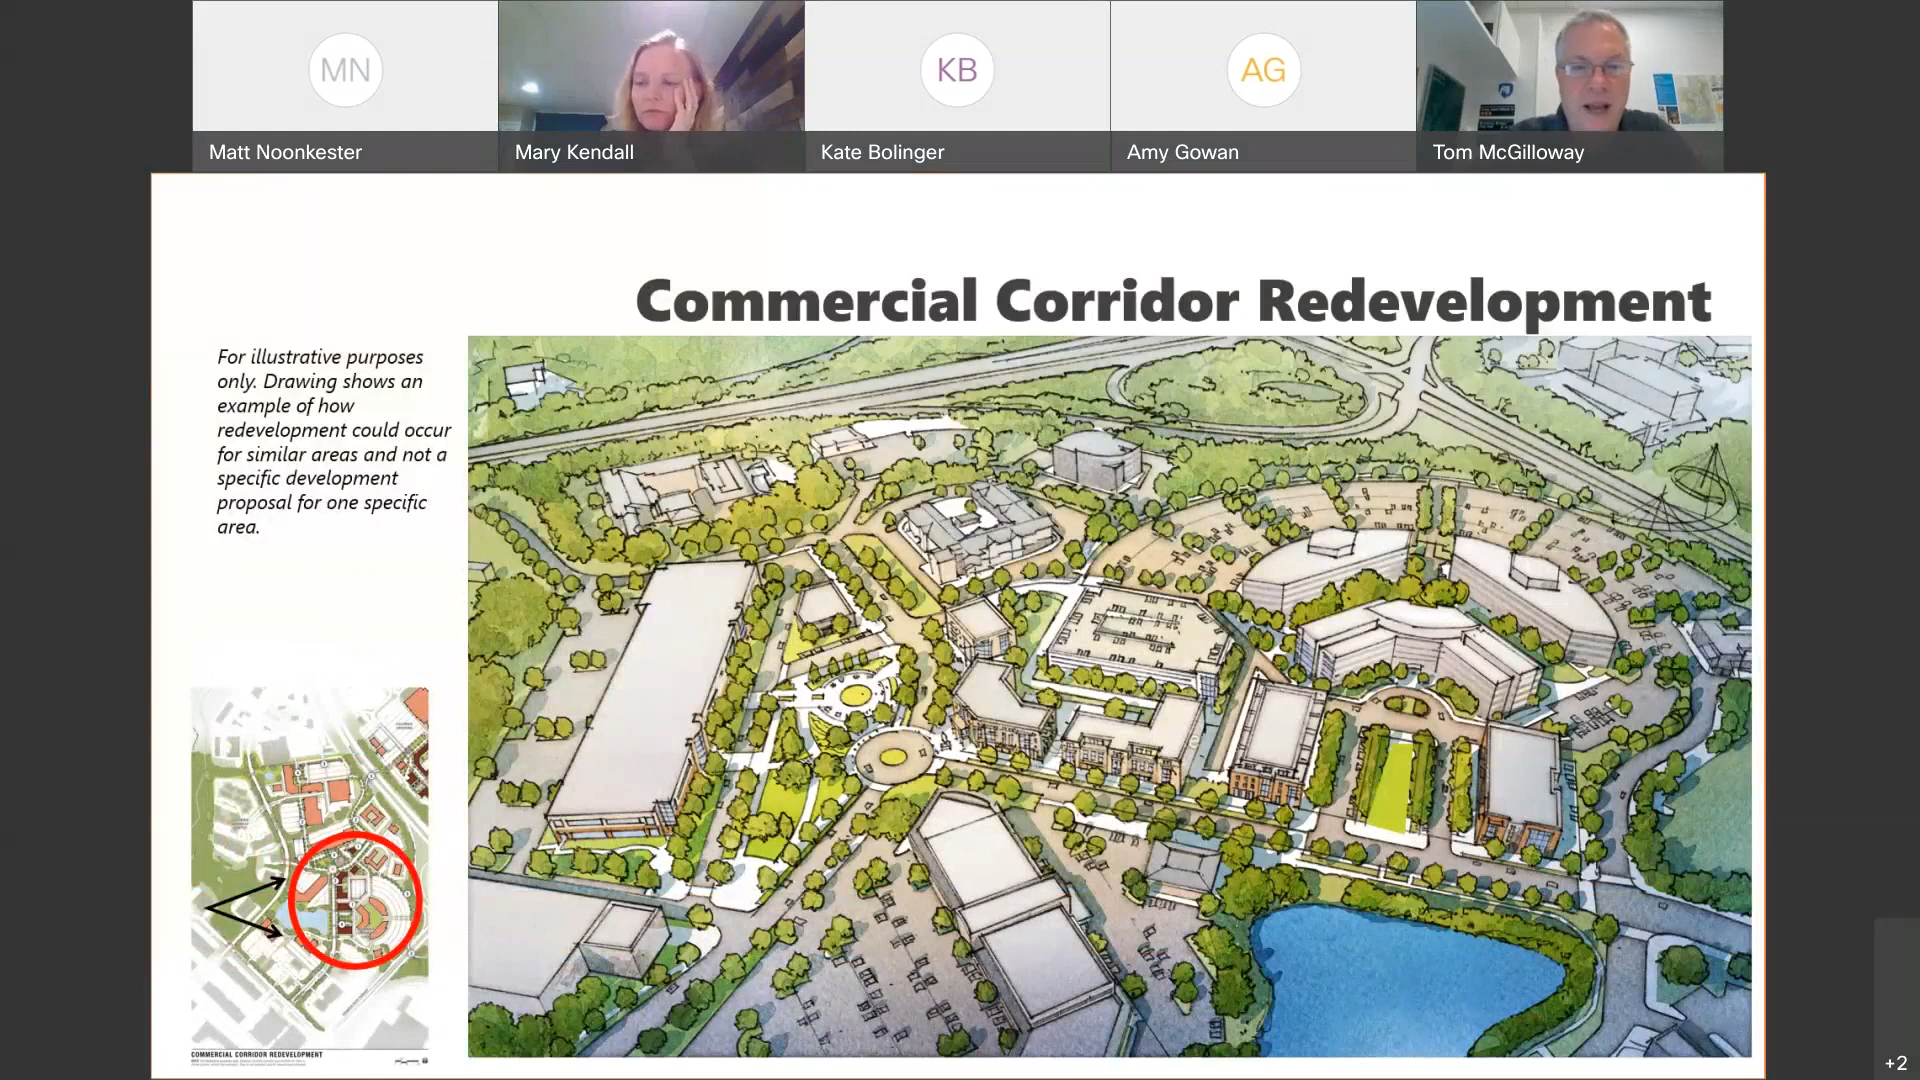 MN
KB
AG
Matt Noonkester
Mary Kendall
Kate Bolinger
Amy Gowan
Tom McGilloway
Commercial Corridor Redevelopment
For illustrative purposes
only. Drawing shows an
example of how
redevelopment could occur
for similar areas and not a
specific development
proposal for one specific
area.
COMMERCIAL CORRIDOR REDEVELOPMENT
+2